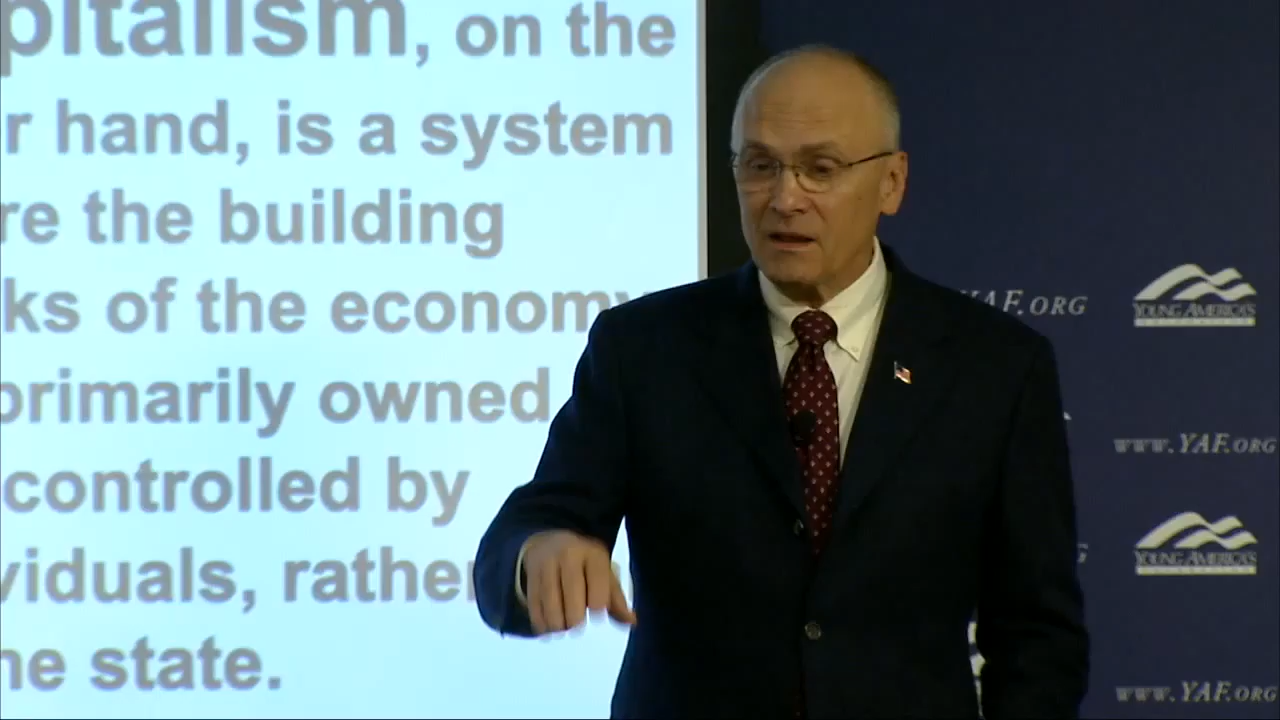 pitalism, on the
r hand, is a system
re the building
ks of the economy
primarily owned
controlled by
viduals, rather
he state.
YAF.ORG
YOUNG AMERICA'S
www.YAF.ORG
YOUNG AMERICA'S
www.YAF.ORG